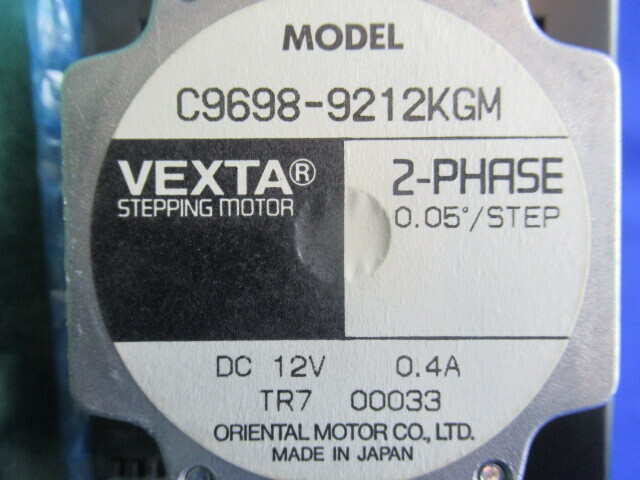 MODEL
C9698-9212KGM
VEXTA®
STEPPING MOTOR
2-PHASE
0.05°/STEP
DC 12V 0.4A
TR7 00033
ORIENTAL MOTOR CO., LTD.
MADE IN JAPAN